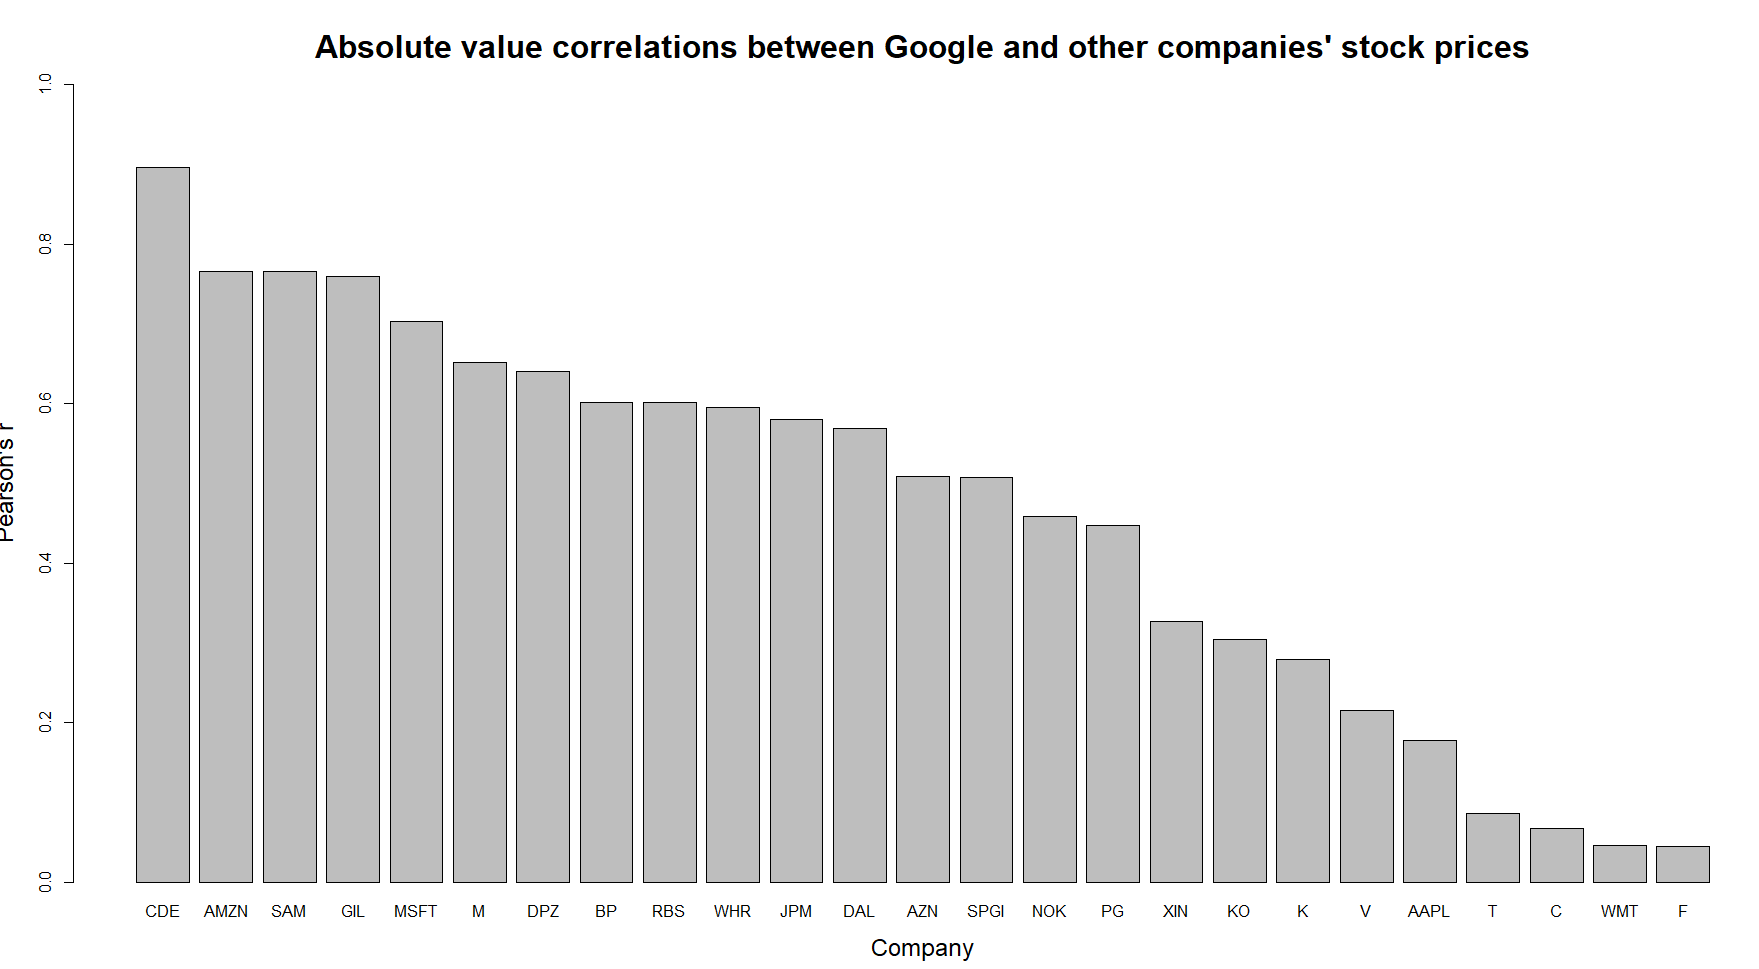 Absolute value correlations between Google and other companies' stock prices
1.0
0.8
0.6
0.4
0.2
0.0
Pearson's r
CDE AMZN SAM GIL MSFT M DPZ BP RBS WHR JPM DAL AZN SPGI NOK PG XIN KO K V AAPL T C WMT F
Company